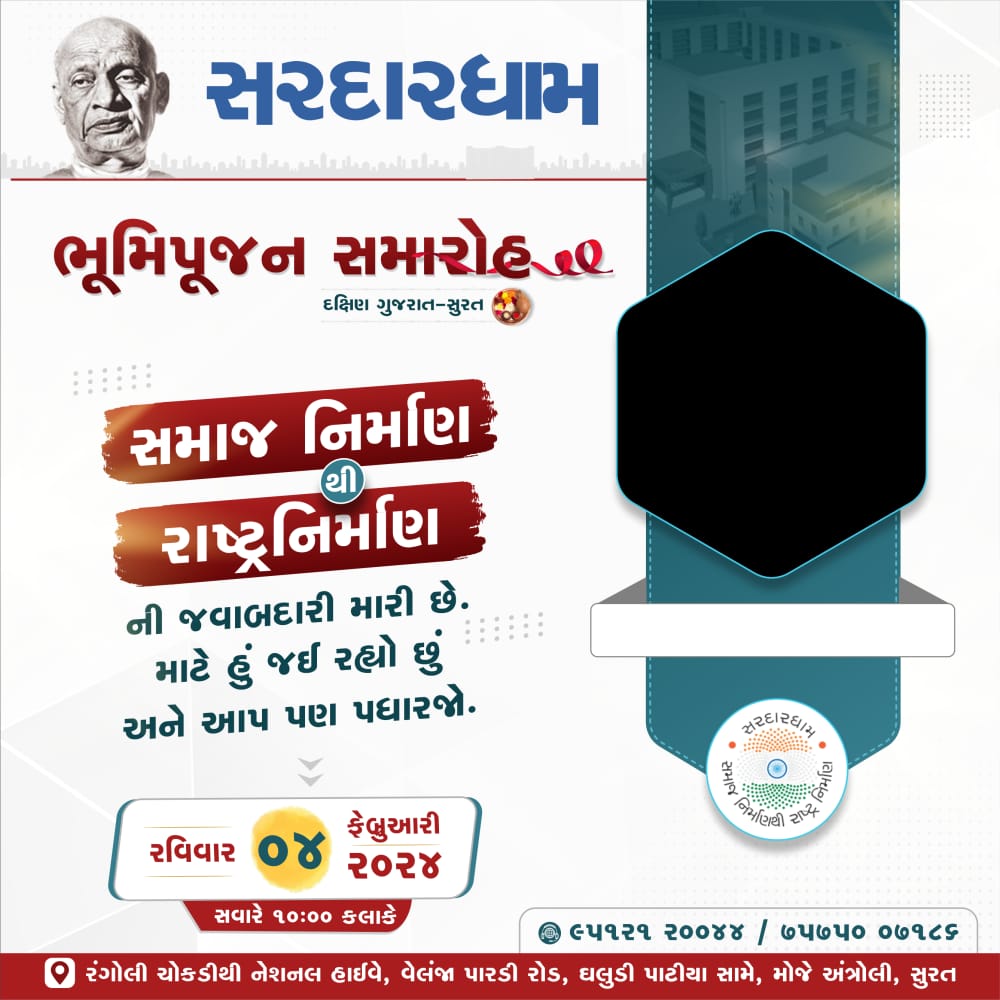 સરદારધામ
ભૂમિપૂજન સમારોહ
દક્ષિણ ગુજરાત-સુરત
સમાજ નિર્માણ
થી
રાષ્ટ્રનિર્માણ
ની જવાબદારી મારી છે.
માટે હું જઈ રહ્યો છું
અને આપ પણ પધારજો.
રવિવાર
૦૪
ફેબ્રુઆરી
૨૦૨૪
સવારે ૧૦:૦૦ કલાકે
સરદારધામ
સમાજ નિર્માણથી રાષ્ટ્ર નિર્માણ
૯૫૧૨૧ ૨૦૦૪૪ / ૭૫૭૫૦ ૦૭૧૮૬
રંગોલી ચોકડીથી નેશનલ હાઈવે, વેલંજા પારડી રોડ, ઘલુડી પાટીયા સામે, મોજે અંત્રોલી, સુરત